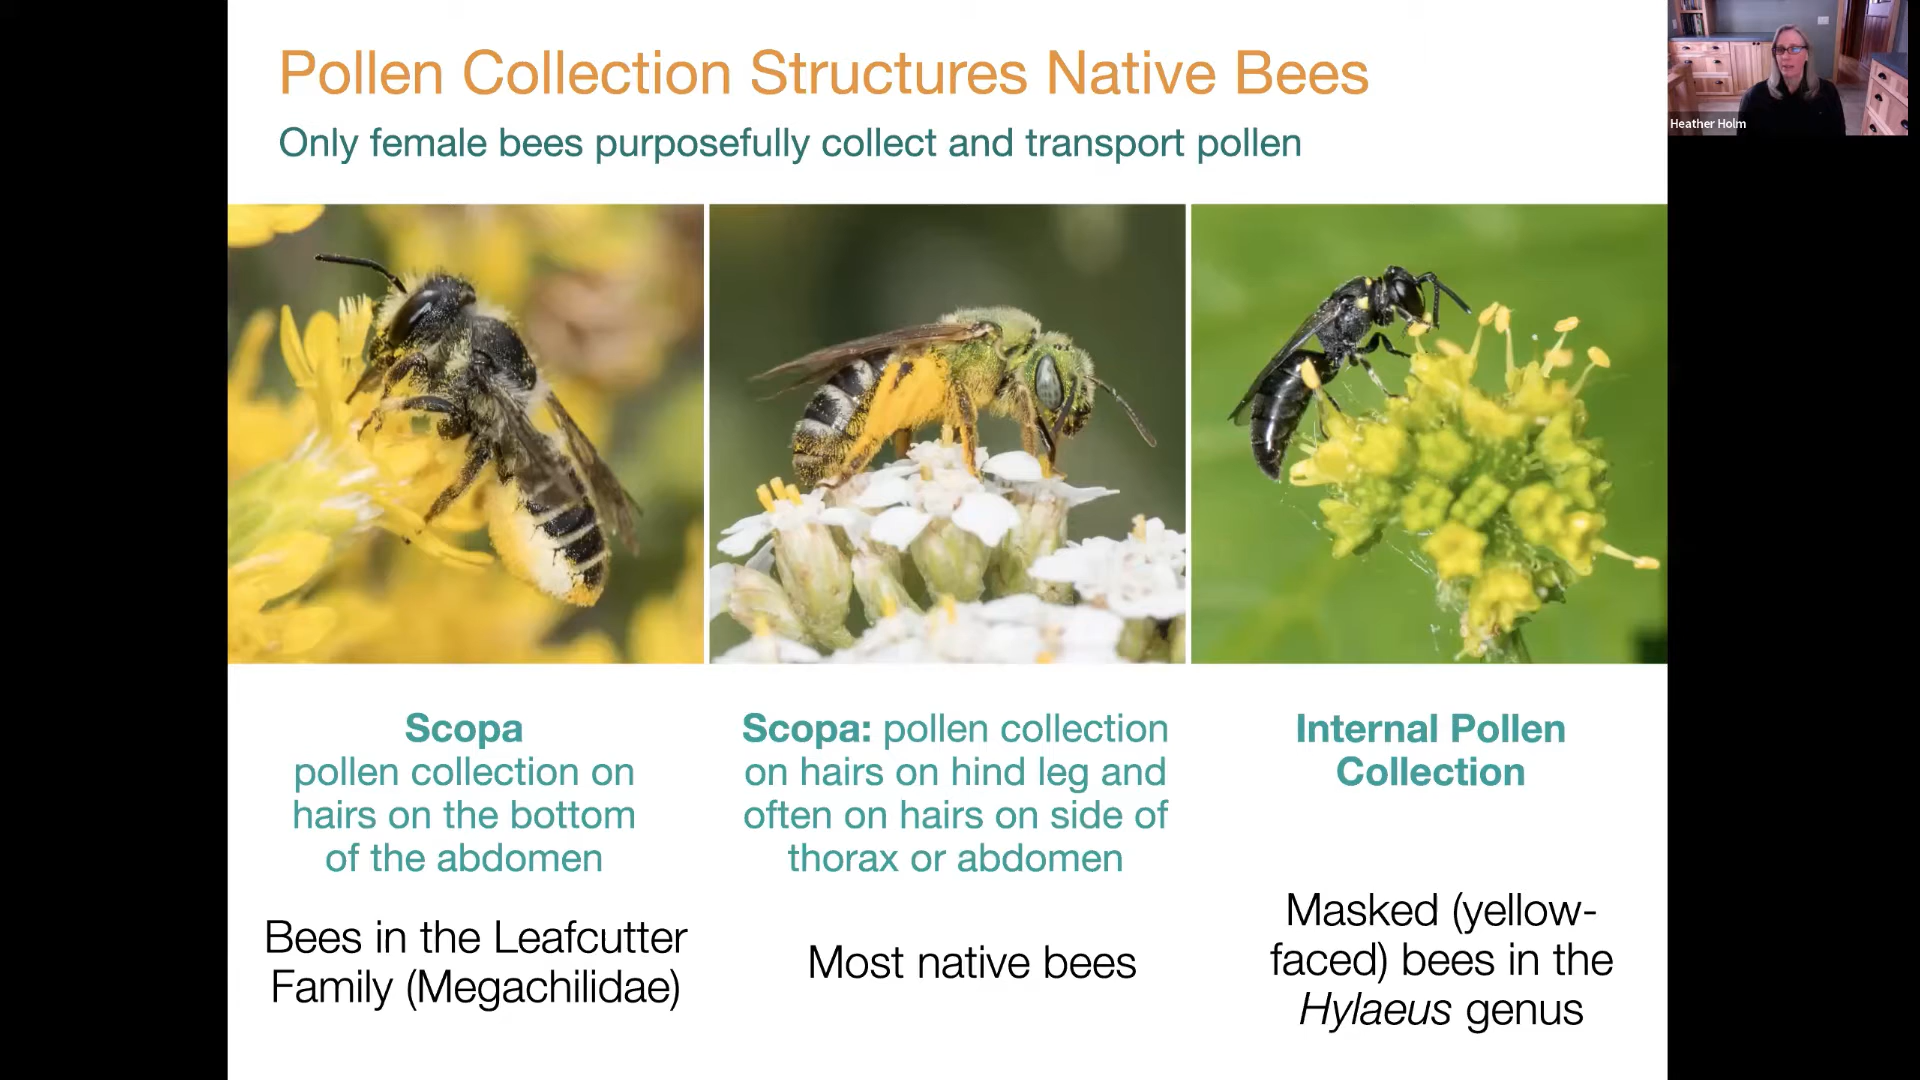 Pollen Collection Structures Native Bees
Only female bees purposefully collect and transport pollen
Heather Holm
Scopa
pollen collection on
hairs on the bottom
of the abdomen
Bees in the Leafcutter
Family (Megachilidae)
Scopa: pollen collection
on hairs on hind leg and
often on hairs on side of
thorax or abdomen
Most native bees
Internal Pollen
Collection
Masked (yellow-
faced) bees in the
Hylaeus genus